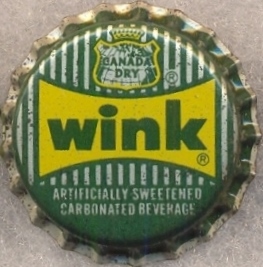 CANADA
DRY
®
wink
®
ARTIFICIALLY SWEETENED
CARBONATED BEVERAGE